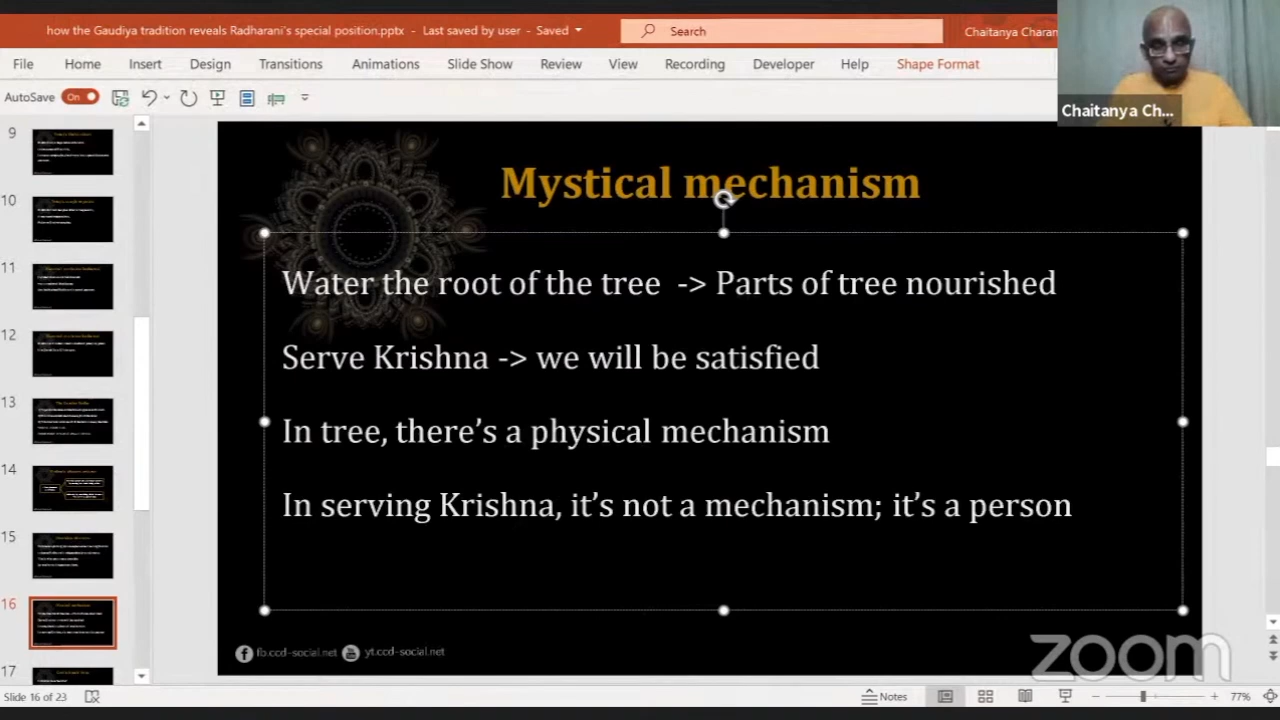 how the Gaudiya tradition reveals Radharani's special position.pptx - Last saved by user - Saved
Search
Chaitanya Charan
File Home Insert Design Transitions Animations Slide Show Review View Recording Developer Help Shape Format
AutoSave On
Chaitanya Ch...
9
10
11
12
13
14
15
16
17
Mystical mechanism
Water the root of the tree -> Parts of tree nourished
Serve Krishna -> we will be satisfied
In tree, there's a physical mechanism
In serving Krishna, it's not a mechanism; it's a person
fb.ccd-social.net yt.ccd-social.net
zoom
Slide 16 of 23
Notes
77%